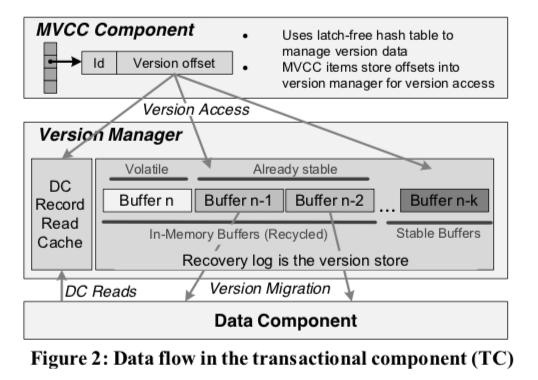 MVCC Component
Id
Version offset
• Uses latch-free hash table to
manage version data
• MVCC items store offsets into
version manager for version access
Version Access
Version Manager
DC
Record
Read
Cache
Volatile
Already stable
Buffer n
Buffer n-1
Buffer n-2
...
Buffer n-k
In-Memory Buffers (Recycled)
Stable Buffers
Recovery log is the version store
DC Reads
Version Migration
Data Component
Figure 2: Data flow in the transactional component (TC)